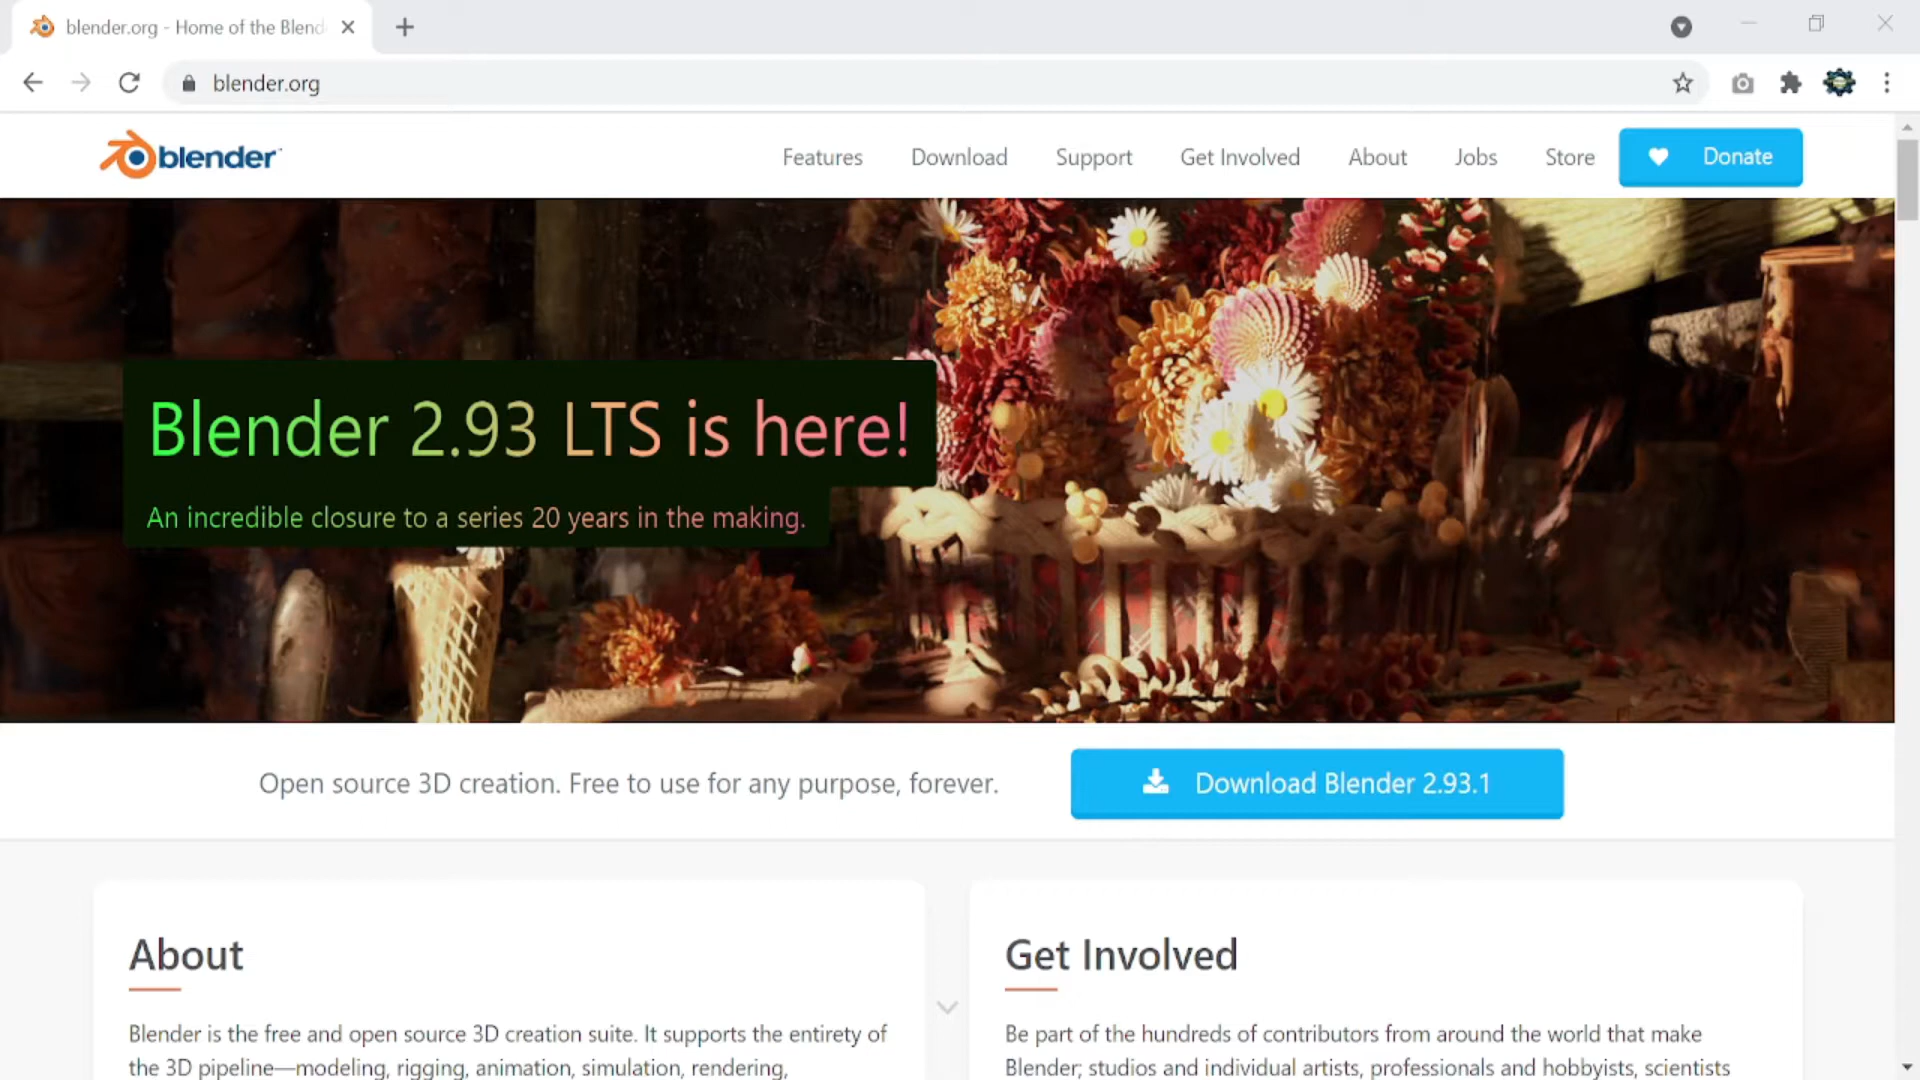 blender.org - Home of the Blend
blender.org
blender
Features Download Support Get Involved About Jobs Store Donate
Blender 2.93 LTS is here!
An incredible closure to a series 20 years in the making.
Open source 3D creation. Free to use for any purpose, forever.
Download Blender 2.93.1
About
Blender is the free and open source 3D creation suite. It supports the entirety of
the 3D pipeline—modeling, rigging, animation, simulation, rendering,
Get Involved
Be part of the hundreds of contributors from around the world that make
Blender; studios and individual artists, professionals and hobbyists, scientists